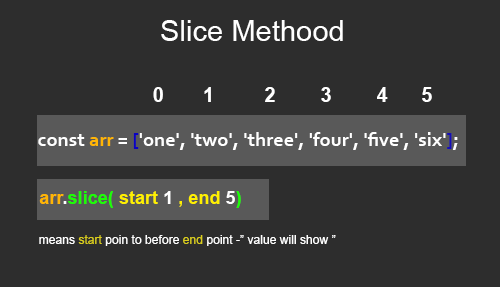 Slice Methood
0 1 2 3 4 5
const arr = ['one', 'two', 'three', 'four', 'five', 'six'];
arr.slice( start 1 , end 5)
means start poin to before end point -" value will show "